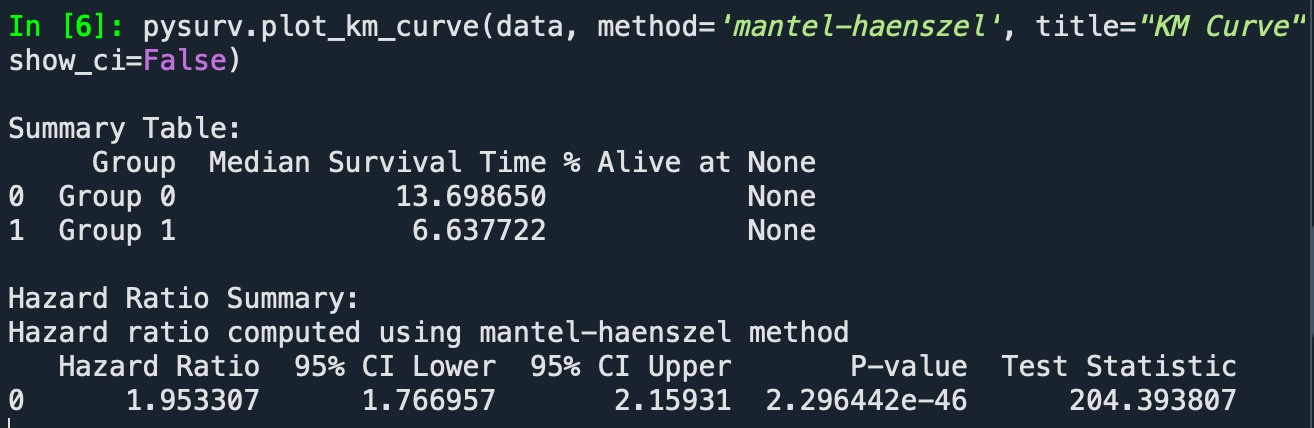 In [6]: pysurv.plot_km_curve(data, method='mantel-haenszel', title="KM Curve"
show_ci=False)
Summary Table:
Group Median Survival Time % Alive at None
0 Group 0 13.698650 None
1 Group 1 6.637722 None
Hazard Ratio Summary:
Hazard ratio computed using mantel-haenszel method
Hazard Ratio 95% CI Lower 95% CI Upper P-value Test Statistic
0 1.953307 1.766957 2.15931 2.296442e-46 204.393807